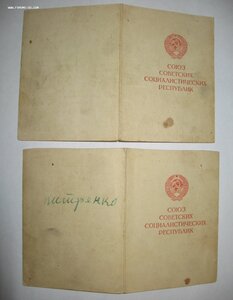 СОЮЗ
СОВЕТСКИХ
СОЦИАЛИСТИЧЕСКИХ
РЕСПУБЛИК
петренко
СОЮЗ
СОВЕТСКИХ
СОЦИАЛИСТИЧЕСКИХ
РЕСПУБЛИК